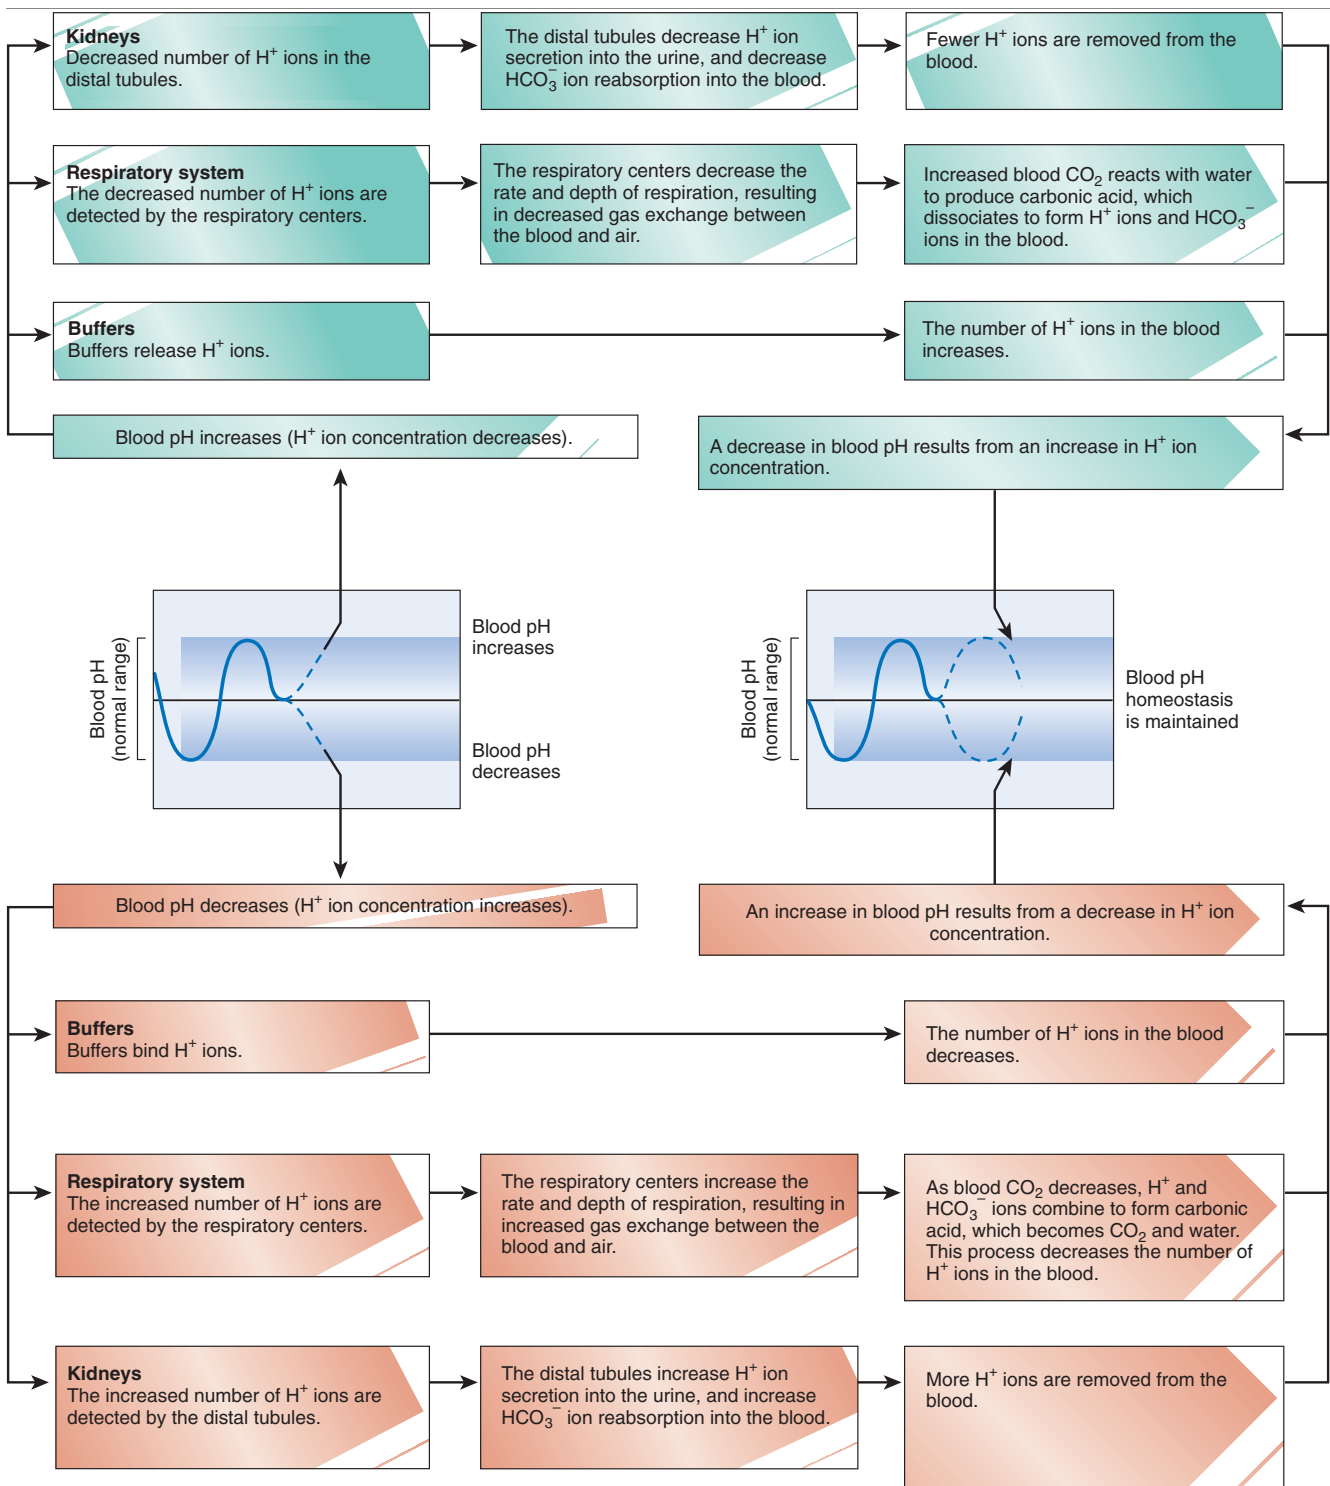 Kidneys
Decreased number of H⁺ ions in the
distal tubules.
The distal tubules decrease H⁺ ion
secretion into the urine, and decrease
HCO₃⁻ ion reabsorption into the blood.
Fewer H⁺ ions are removed from the
blood.
Respiratory system
The decreased number of H⁺ ions are
detected by the respiratory centers.
The respiratory centers decrease the
rate and depth of respiration, resulting
in decreased gas exchange between
the blood and air.
Increased blood CO₂ reacts with water
to produce carbonic acid, which
dissociates to form H⁺ ions and HCO₃⁻
ions in the blood.
Buffers
Buffers release H⁺ ions.
The number of H⁺ ions in the blood
increases.
Blood pH increases (H⁺ ion concentration decreases).
A decrease in blood pH results from an increase in H⁺ ion
concentration.
Blood pH
(normal range)
Blood pH
increases
Blood pH
decreases
Blood pH
(normal range)
Blood pH
homeostasis
is maintained
Blood pH decreases (H⁺ ion concentration increases).
An increase in blood pH results from a decrease in H⁺ ion
concentration.
Buffers
Buffers bind H⁺ ions.
The number of H⁺ ions in the blood
decreases.
Respiratory system
The increased number of H⁺ ions are
detected by the respiratory centers.
The respiratory centers increase the
rate and depth of respiration, resulting in
increased gas exchange between the
blood and air.
As blood CO₂ decreases, H⁺ and
HCO₃⁻ ions combine to form carbonic
acid, which becomes CO₂ and water.
This process decreases the number of
H⁺ ions in the blood.
Kidneys
The increased number of H⁺ ions are
detected by the distal tubules.
The distal tubules increase H⁺ ion
secretion into the urine, and increase
HCO₃⁻ ion reabsorption into the blood.
More H⁺ ions are removed from the
blood.